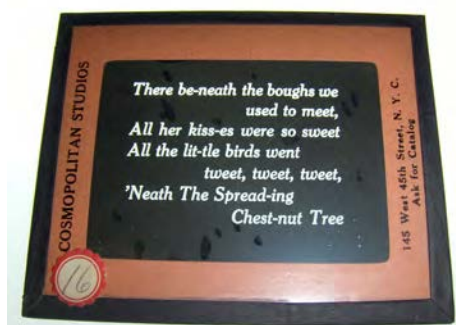 COSMOPOLITAN STUDIOS
There be-neath the boughs we
used to meet,
All her kiss-es were so sweet
All the lit-tle birds went
tweet, tweet, tweet,
'Neath The Spread-ing
Chest-nut Tree
145 West 45th Street, N. Y. C.
Ask for Catalog
16